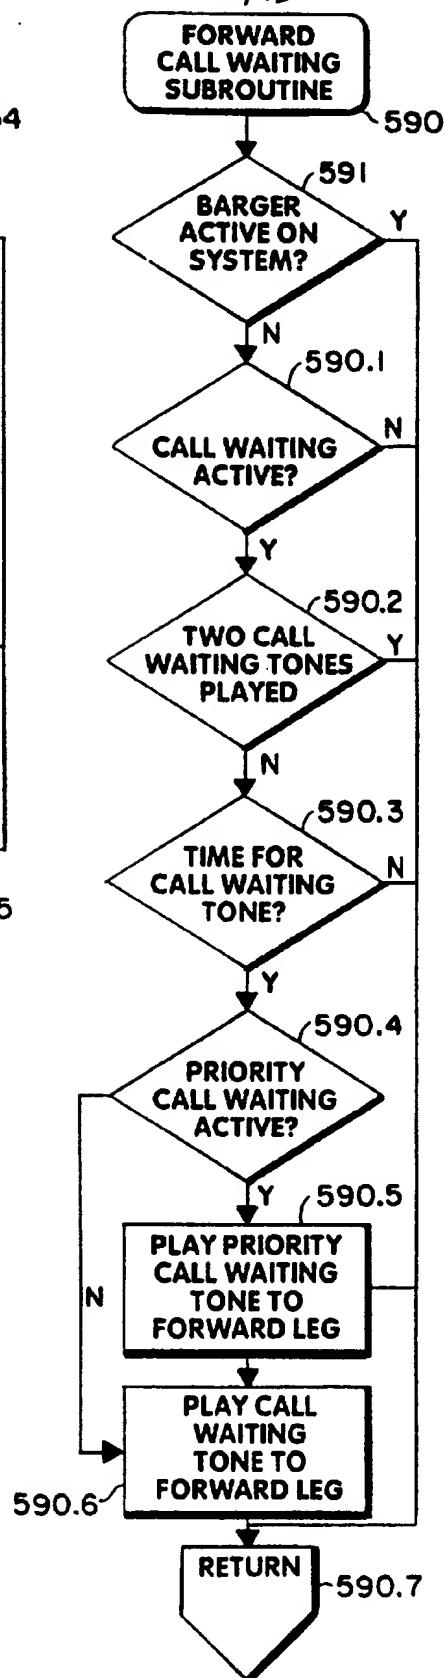 FORWARD
CALL WAITING
SUBROUTINE
590
591
BARGER
ACTIVE ON
SYSTEM?
Y
N
590.1
CALL WAITING
ACTIVE?
N
Y
590.2
TWO CALL
WAITING TONES
PLAYED
Y
N
590.3
TIME FOR
CALL WAITING
TONE?
N
Y
590.4
PRIORITY
CALL WAITING
ACTIVE?
Y
N
590.5
PLAY PRIORITY
CALL WAITING
TONE TO
FORWARD LEG
PLAY CALL
WAITING
TONE TO
FORWARD LEG
590.6
RETURN
590.7